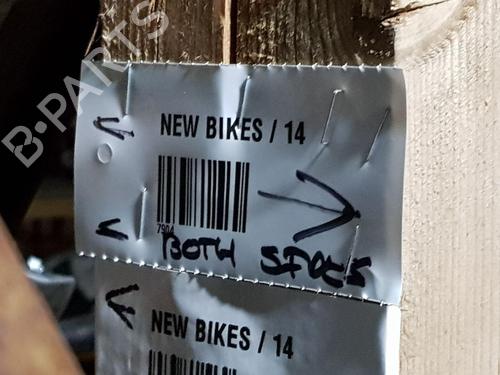 B-PARTS
NEW BIKES / 14
7904
BOTH SIDES
NEW BIKES / 14